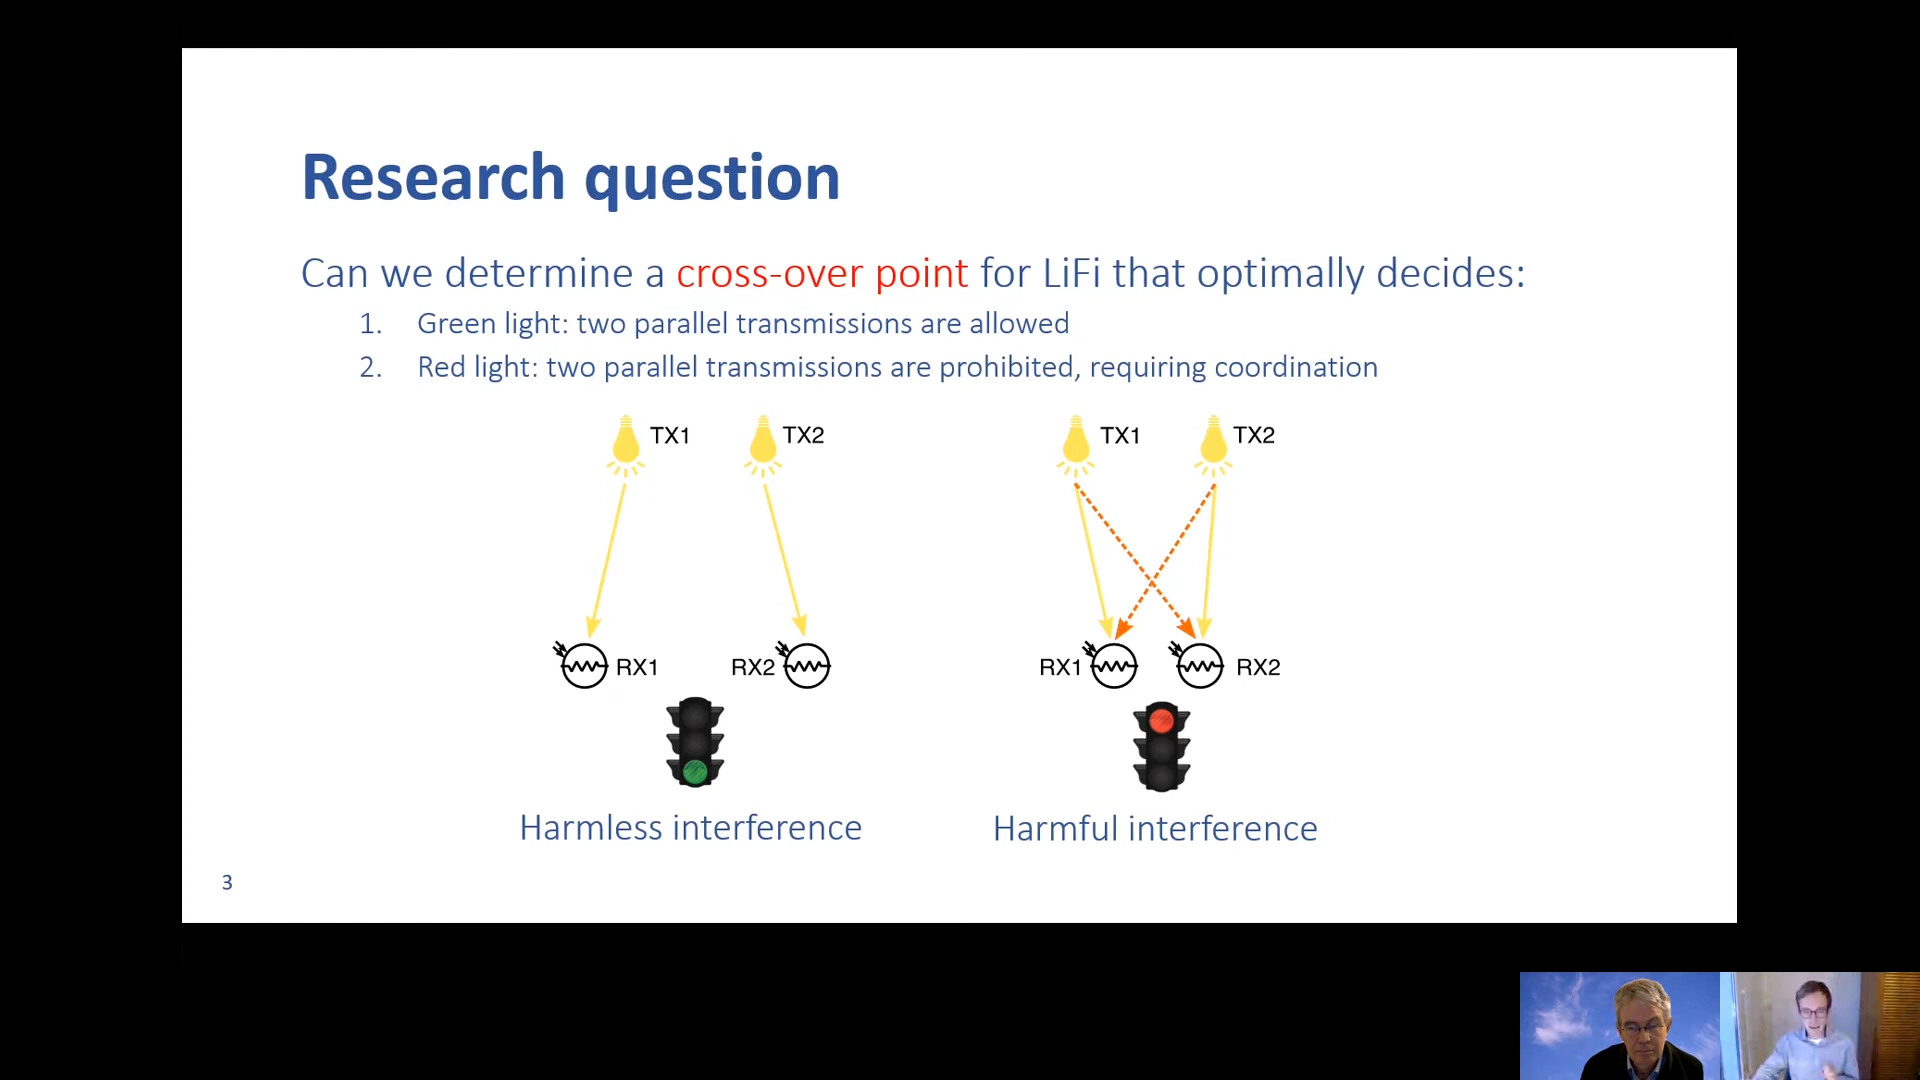 Research question
Can we determine a cross-over point for LiFi that optimally decides:
1. Green light: two parallel transmissions are allowed
2. Red light: two parallel transmissions are prohibited, requiring coordination
TX1 TX2 TX1 TX2
RX1 RX2 RX1 RX2
Harmless interference Harmful interference
3